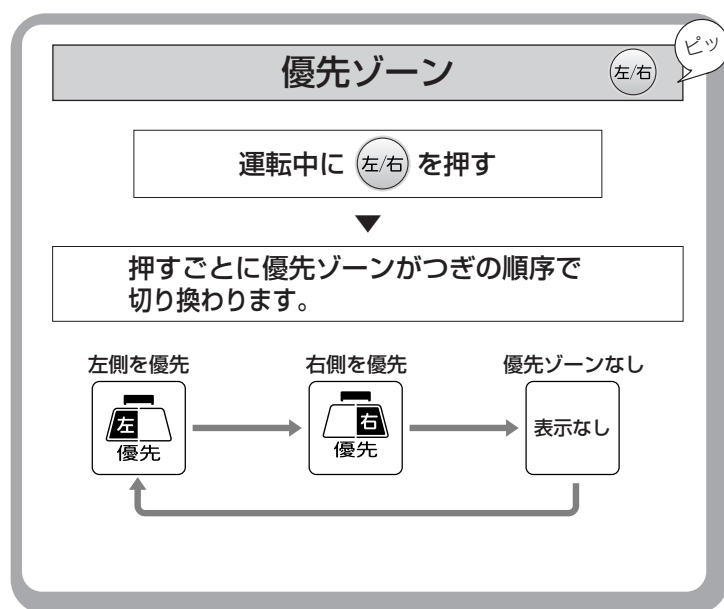 優先ゾーン 左/右 ピッ
運転中に 左/右 を押す
押すごとに優先ゾーンがつぎの順序で
切り換わります。
左側を優先 右側を優先 優先ゾーンなし
左 右 表示なし
優先 優先